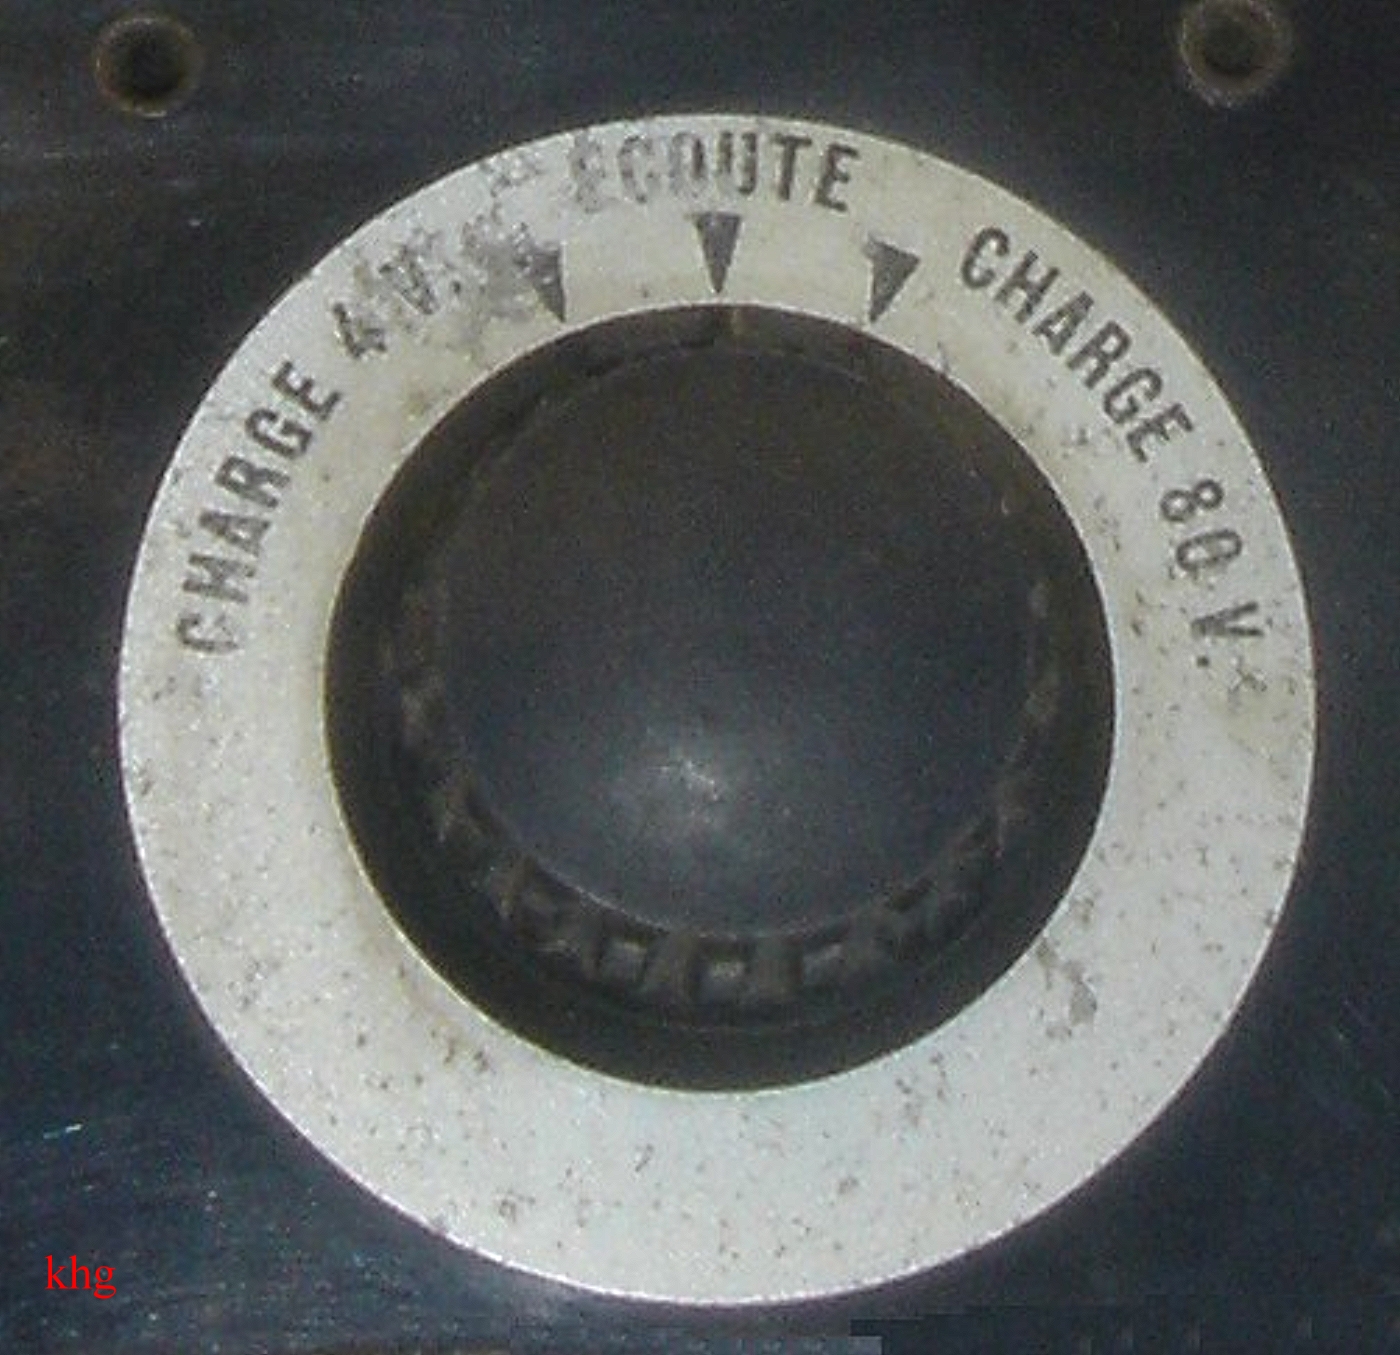 CHARGE 4 V.
ECOUTE
CHARGE 80 V.
khg